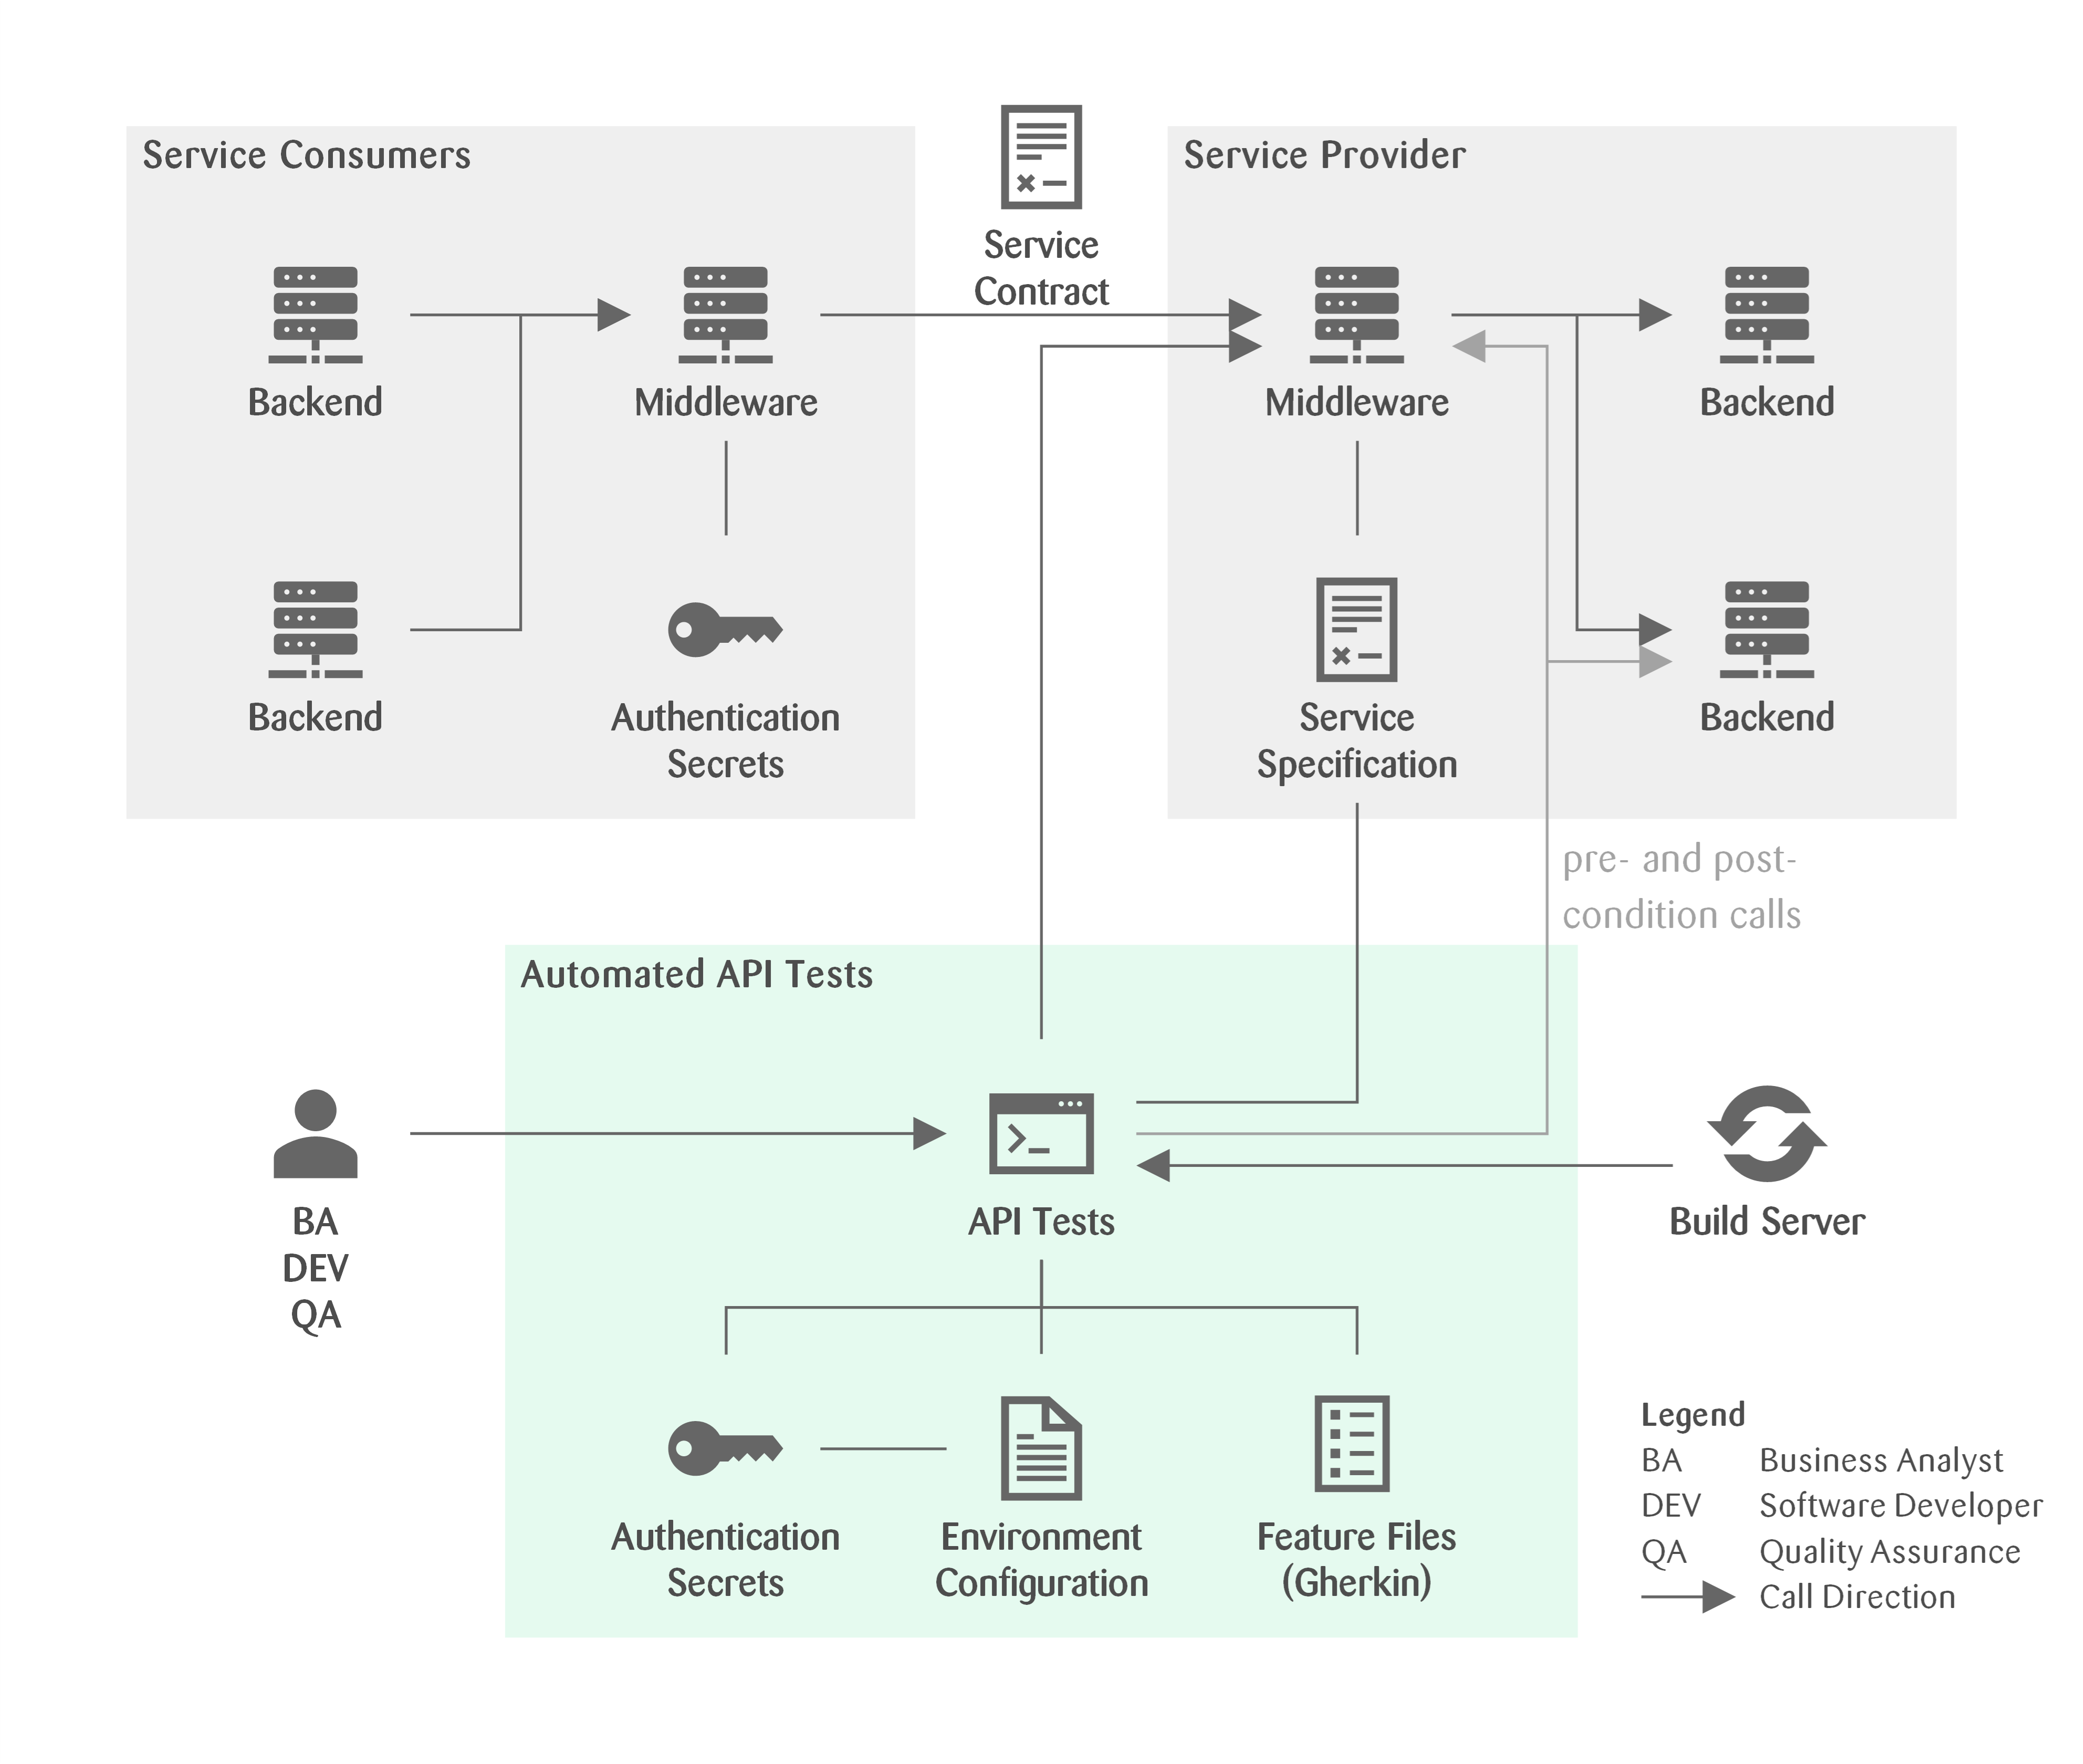 Service Consumers
Service
Contract
Service Provider
Backend
Middleware
Middleware
Backend
Backend
Authentication
Secrets
Service
Specification
Backend
pre- and post-
condition calls
Automated API Tests
BA
DEV
QA
API Tests
Build Server
Authentication
Secrets
Environment
Configuration
Feature Files
(Gherkin)
Legend
BA Business Analyst
DEV Software Developer
QA Quality Assurance
Call Direction